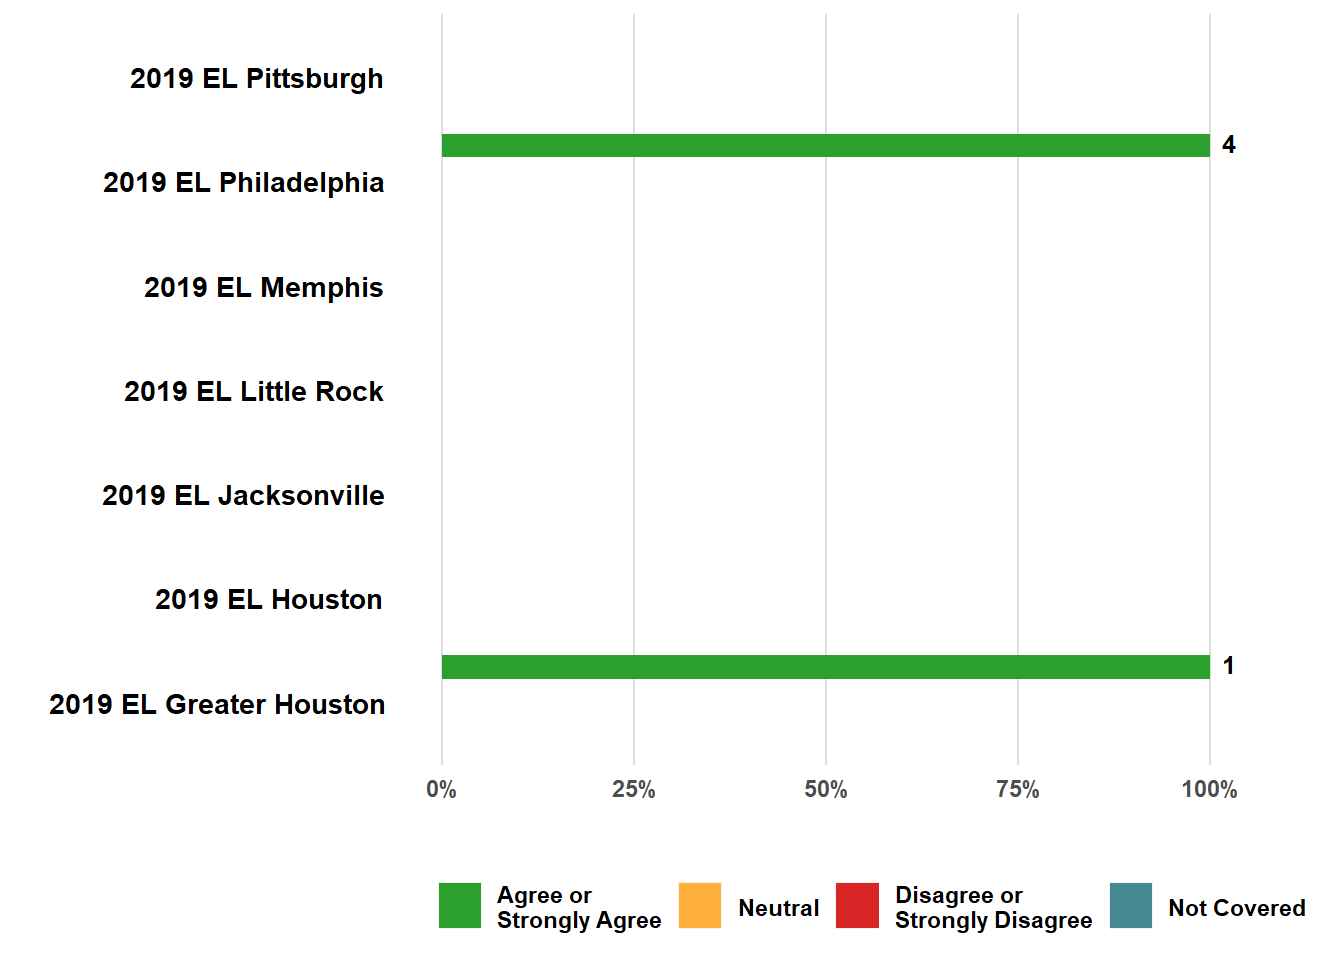 2019 EL Pittsburgh
4
2019 EL Philadelphia
2019 EL Memphis
2019 EL Little Rock
2019 EL Jacksonville
2019 EL Houston
1
2019 EL Greater Houston
0% 25% 50% 75% 100%
Agree or
Strongly Agree
Neutral
Disagree or
Strongly Disagree
Not Covered